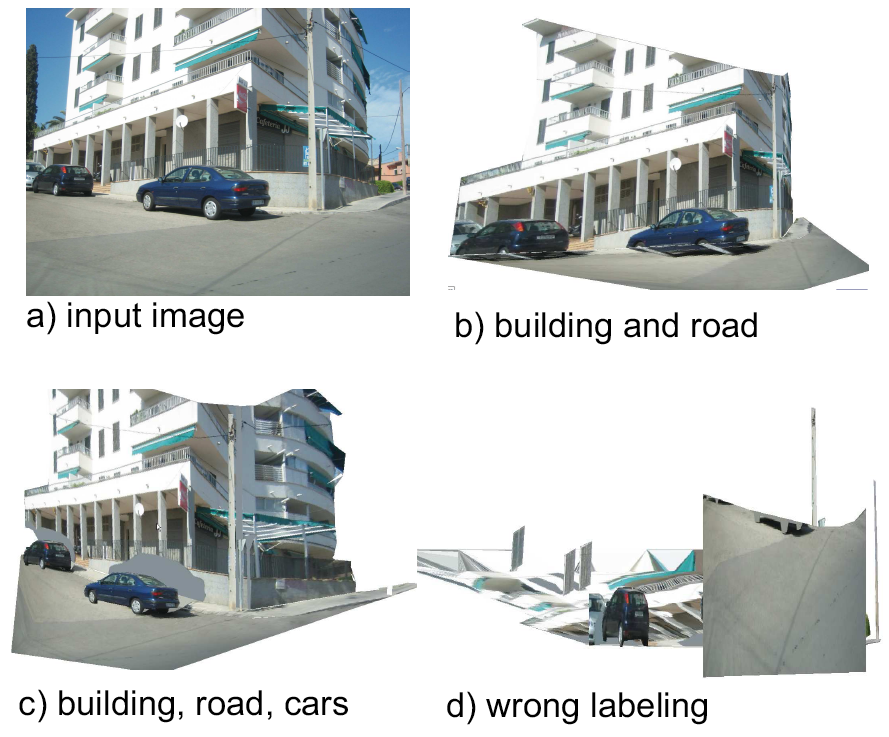 a) input image
b) building and road
c) building, road, cars
d) wrong labeling